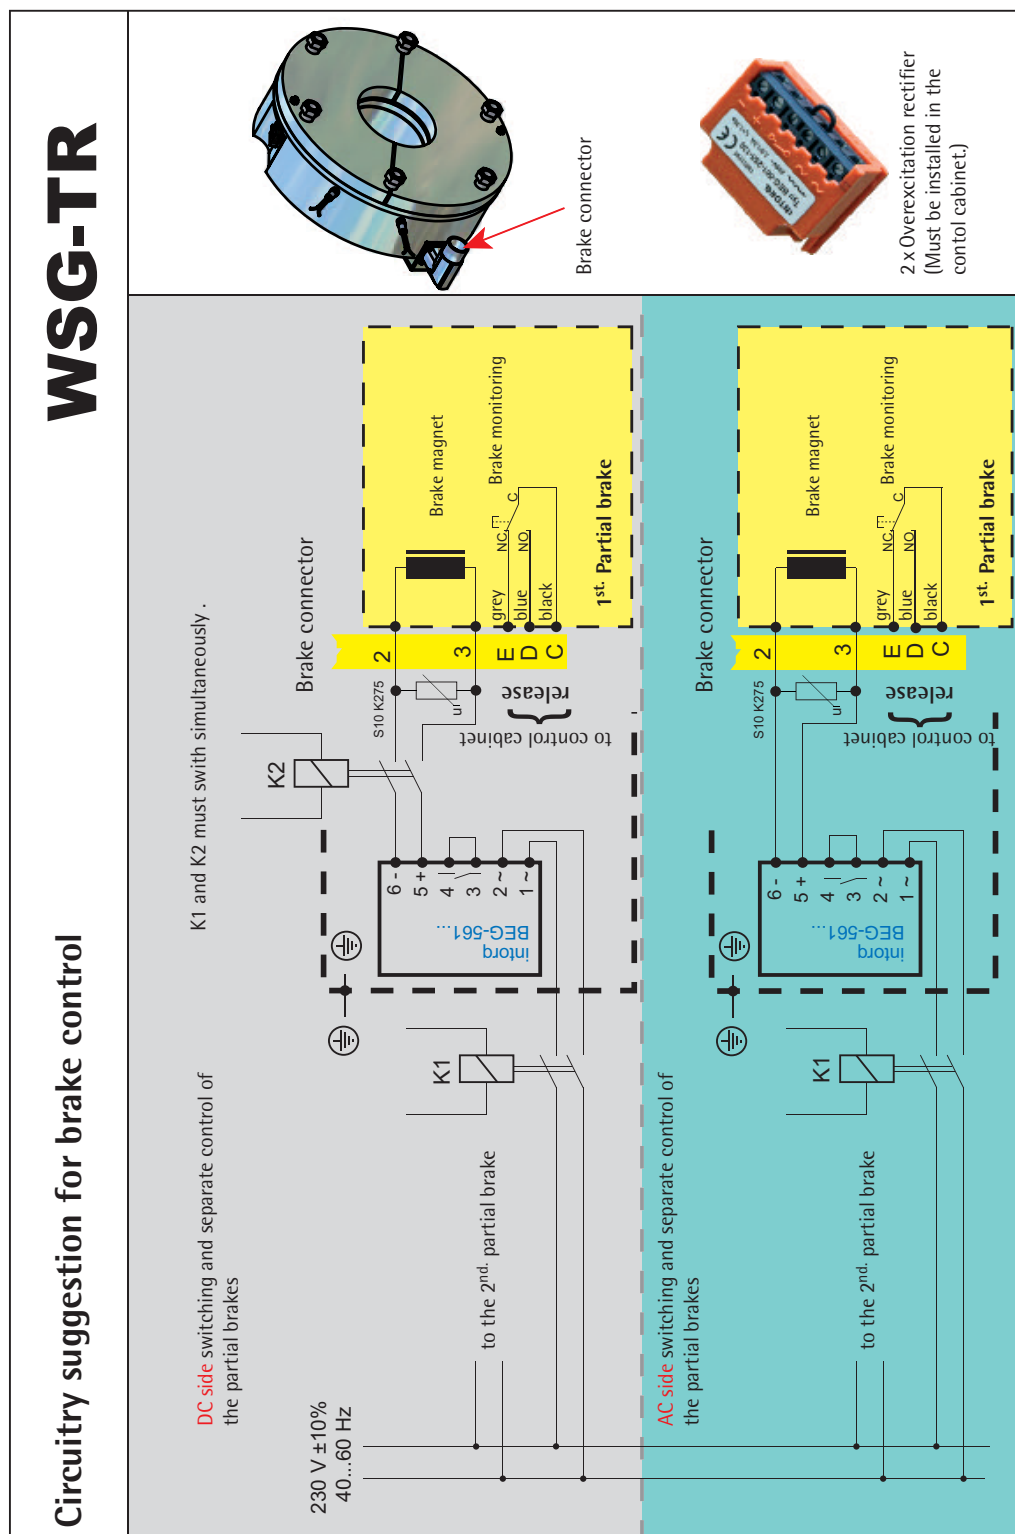 Circuitry suggestion for brake control
WSG-TR
DC side switching and separate control of
the partial brakes
K1 and K2 must swith simultaneously .
230 V ±10%
40...60 Hz
to the 2nd. partial brake
K1
K2
intorq
BEG-561...
6 -
5 +
4
3
2 ~
1 ~
S10 K275
u
to control cabinet
release
Brake connector
2
3
E
D
C
grey
blue
black
NC
NO
C
Brake magnet
Brake monitoring
1st. Partial brake
AC side switching and separate control of
the partial brakes
to the 2nd. partial brake
K1
intorq
BEG-561...
6 -
5 +
4
3
2 ~
1 ~
S10 K275
u
to control cabinet
release
Brake connector
2
3
E
D
C
grey
blue
black
NC
NO
C
Brake magnet
Brake monitoring
1st. Partial brake
Brake connector
INTORQ
CE
2 x Overexcitation rectifier
(Must be installed in the
contol cabinet.)